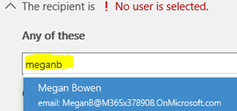 The recipient is ! No user is selected.
Any of these
meganb
Megan Bowen
email: MeganB@M365x378908.OnMicrosoft.com